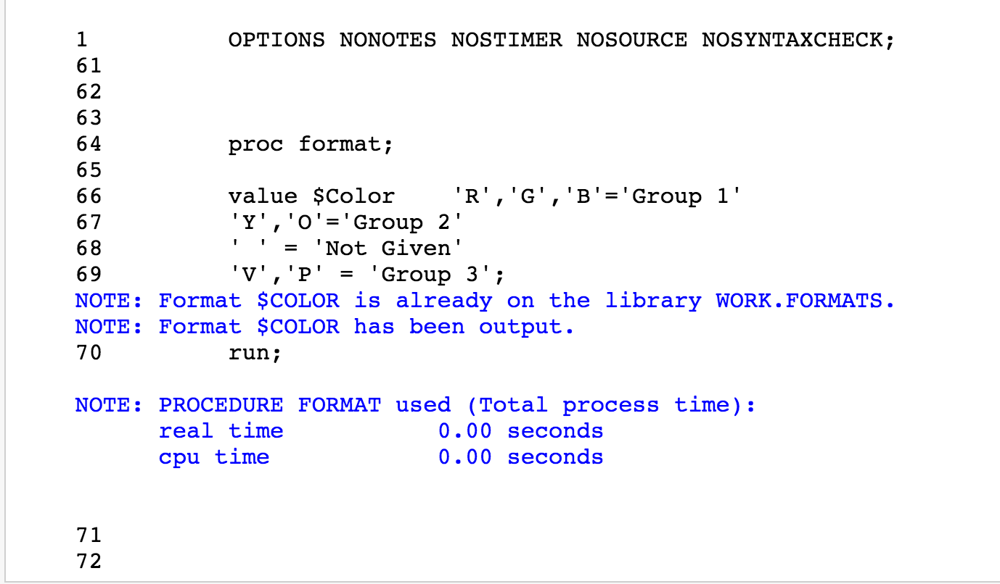 1 OPTIONS NONOTES NOSTIMER NOSOURCE NOSYNTAXCHECK;
61
62
63
64 proc format;
65
66 value $Color 'R','G','B'='Group 1'
67 'Y','O'='Group 2'
68 ' ' = 'Not Given'
69 'V','P' = 'Group 3';
NOTE: Format $COLOR is already on the library WORK.FORMATS.
NOTE: Format $COLOR has been output.
70 run;
NOTE: PROCEDURE FORMAT used (Total process time):
real time 0.00 seconds
cpu time 0.00 seconds
71
72